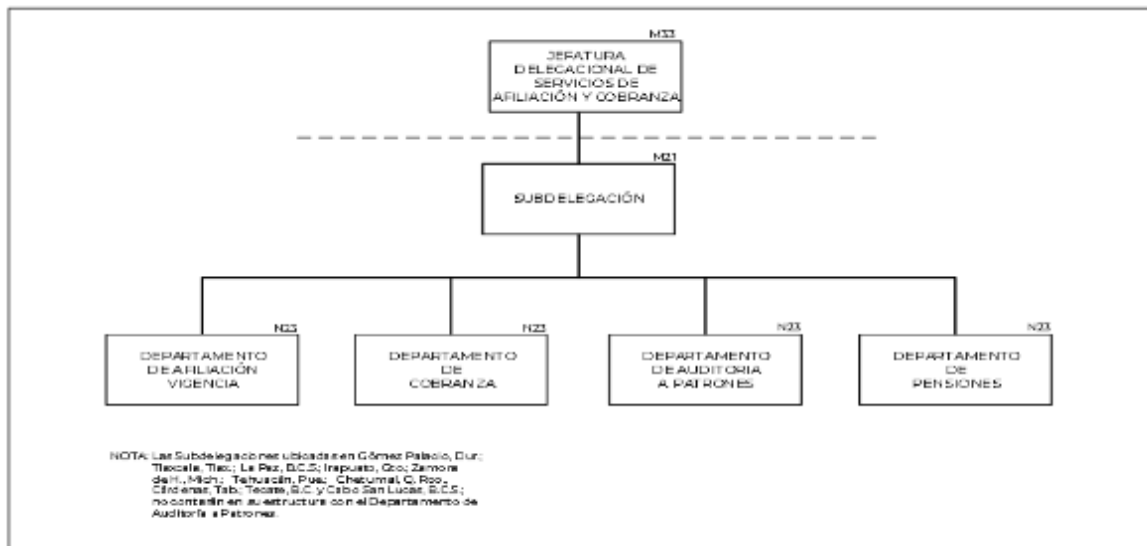 M33
JEFATURA
DELEGACIONAL DE
SERVICIOS DE
AFILIACIÓN Y COBRANZA
M21
SUBDELEGACIÓN
N23
DEPARTAMENTO
DE AFILIACIÓN
VIGENCIA
N23
DEPARTAMENTO
DE
COBRANZA
N23
DEPARTAMENTO
DE AUDITORIA
A PATRONES
N23
DEPARTAMENTO
DE
PENSIONES
NOTA: Las Subdelegaciones ubicadas en Gómez Palacio, Dur.;
Tlaxcala, Tlax.; La Paz, B.C.S.; Irapuato, Gto.; Zamora
de H., Mich.; Tehuacán, Pue.; Chetumal, Q. Roo.,
Cárdenas, Tab.; Tecate, B.C. y Cabo San Lucas, B.C.S.;
no contarán en su estructura con el Departamento de
Auditoría a Patrones.